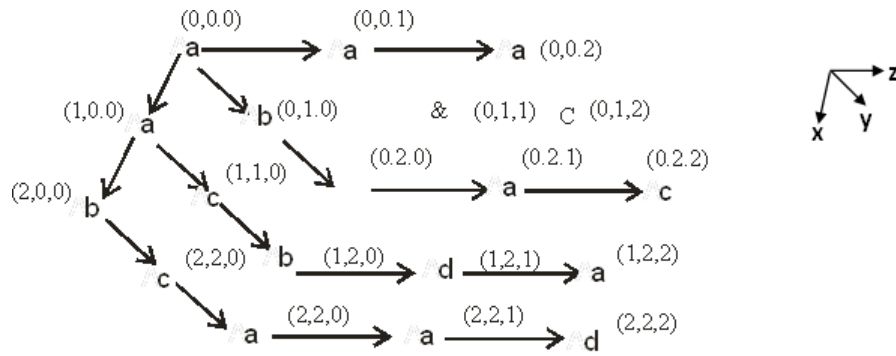 (0,0.0)
a a (0,0.1) a (0,0.2)
z
(1,0.0) a b (0,1.0) & (0,1,1) C (0,1,2)
x y
(0.2.0) (0.2.1) (0.2.2)
(2,0,0) b c (1,1,0) a c
c (2,2,0) b (1,2,0) d (1,2,1) a (1,2,2)
a (2,2,0) a (2,2,1) d (2,2,2)